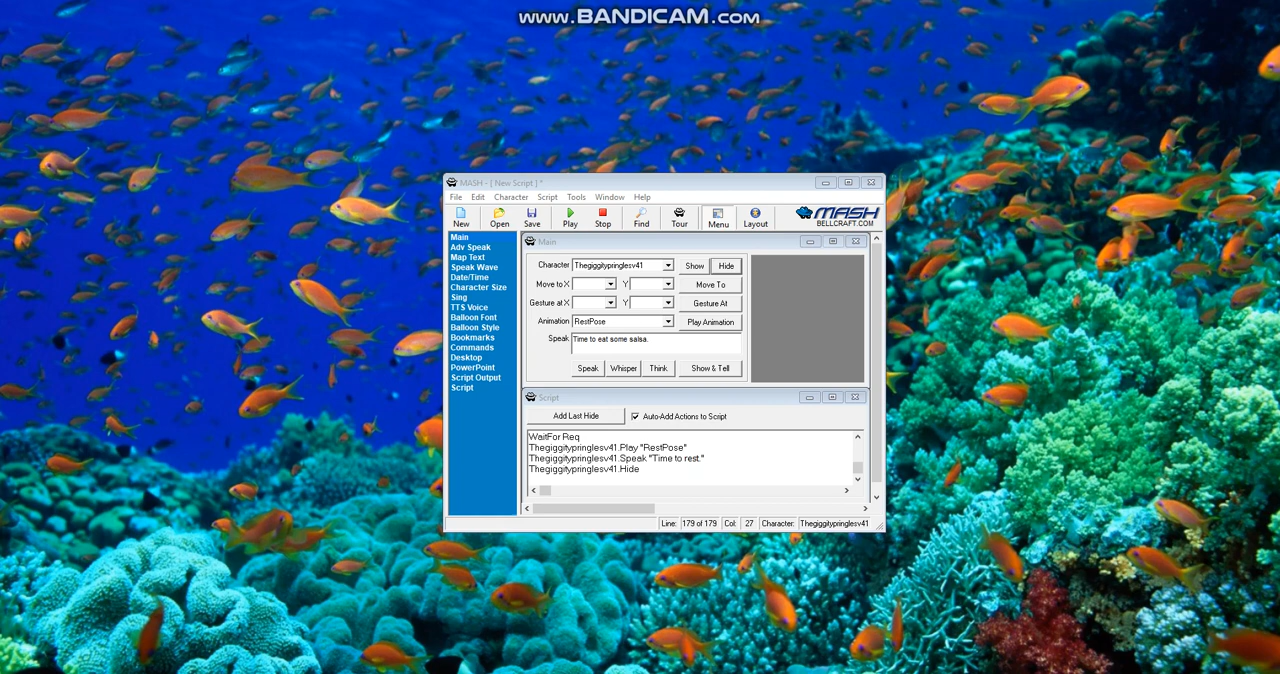 www.BANDICAM.com
MASH - [ New Script ] *
File Edit Character Script Tools Window Help
New Open Save Play Stop Find Tour Menu Layout
MASH
BELLCRAFT.COM
Main
Adv Speak
Map Text
Speak Wave
Date/Time
Character Size
Sing
TTS Voice
Balloon Font
Balloon Style
Bookmarks
Commands
Desktop
PowerPoint
Script Output
Script
Main
Character Thegiggitypringlesv41 Show Hide
Move to X Y Move To
Gesture at X Y Gesture At
Animation RestPose Play Animation
Speak Time to eat some salsa.
Speak Whisper Think Show & Tell
Script
Add Last Hide Auto-Add Actions to Script
WaitFor Req
Thegiggitypringlesv41.Play "RestPose"
Thegiggitypringlesv41.Speak "Time to rest."
Thegiggitypringlesv41.Hide
Line: 179 of 179 Col: 27 Character: Thegiggitypringlesv41